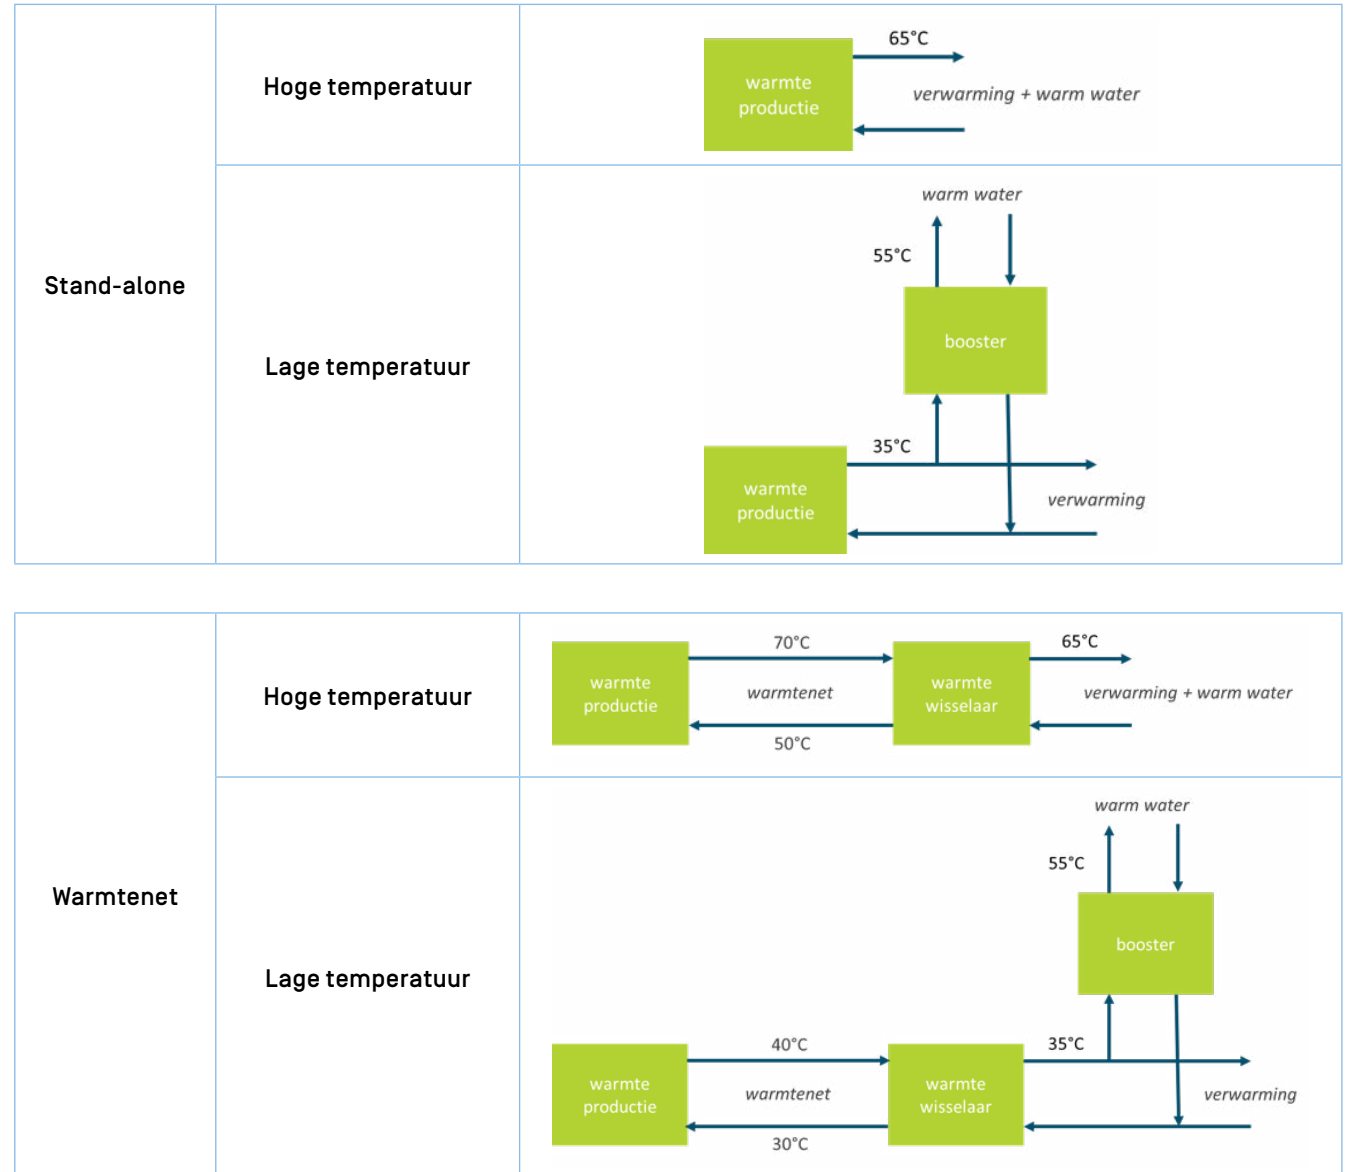 Stand-alone
Hoge temperatuur
65°C
warmte
productie
verwarming + warm water
Lage temperatuur
warm water
55°C
booster
35°C
warmte
productie
verwarming
Warmtenet
Hoge temperatuur
70°C
65°C
warmte
productie
warmtenet
warmte
wisselaar
verwarming + warm water
50°C
Lage temperatuur
warm water
55°C
booster
40°C
35°C
warmte
productie
warmtenet
warmte
wisselaar
verwarming
30°C